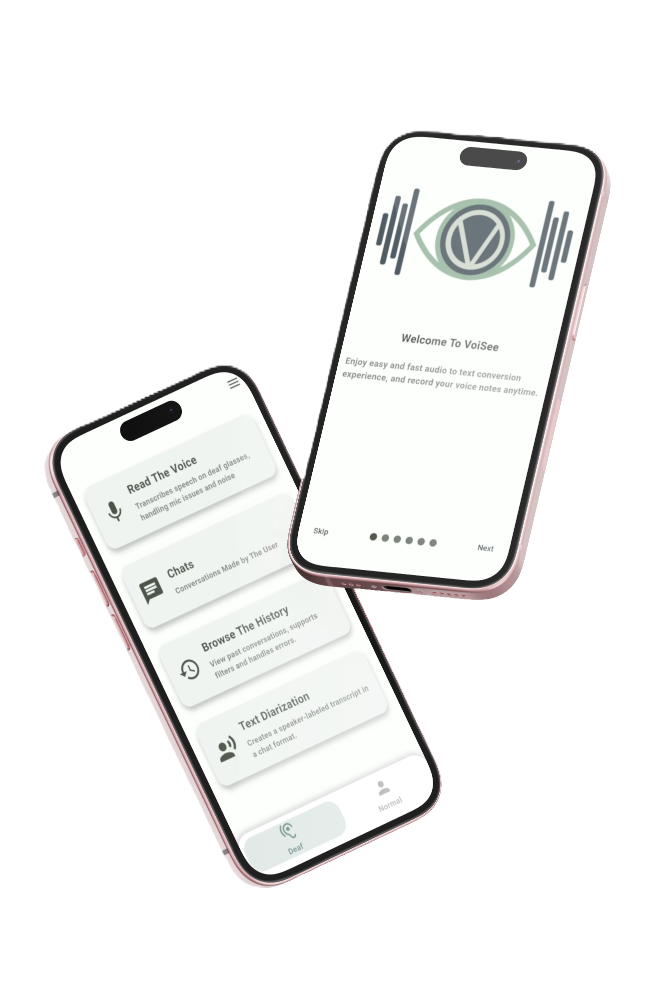 Welcome To VoiSee
Enjoy easy and fast audio to text conversion
experience, and record your voice notes anytime.
Skip
Next
Read The Voice
Transcribes speech on deaf glasses,
handling mic issues and noise
Chats
Conversations Made by The User
Browse The History
View past conversations, supports
filters and handles errors.
Text Diarization
Creates a speaker-labeled transcript in
a chat format.
Deaf
Normal